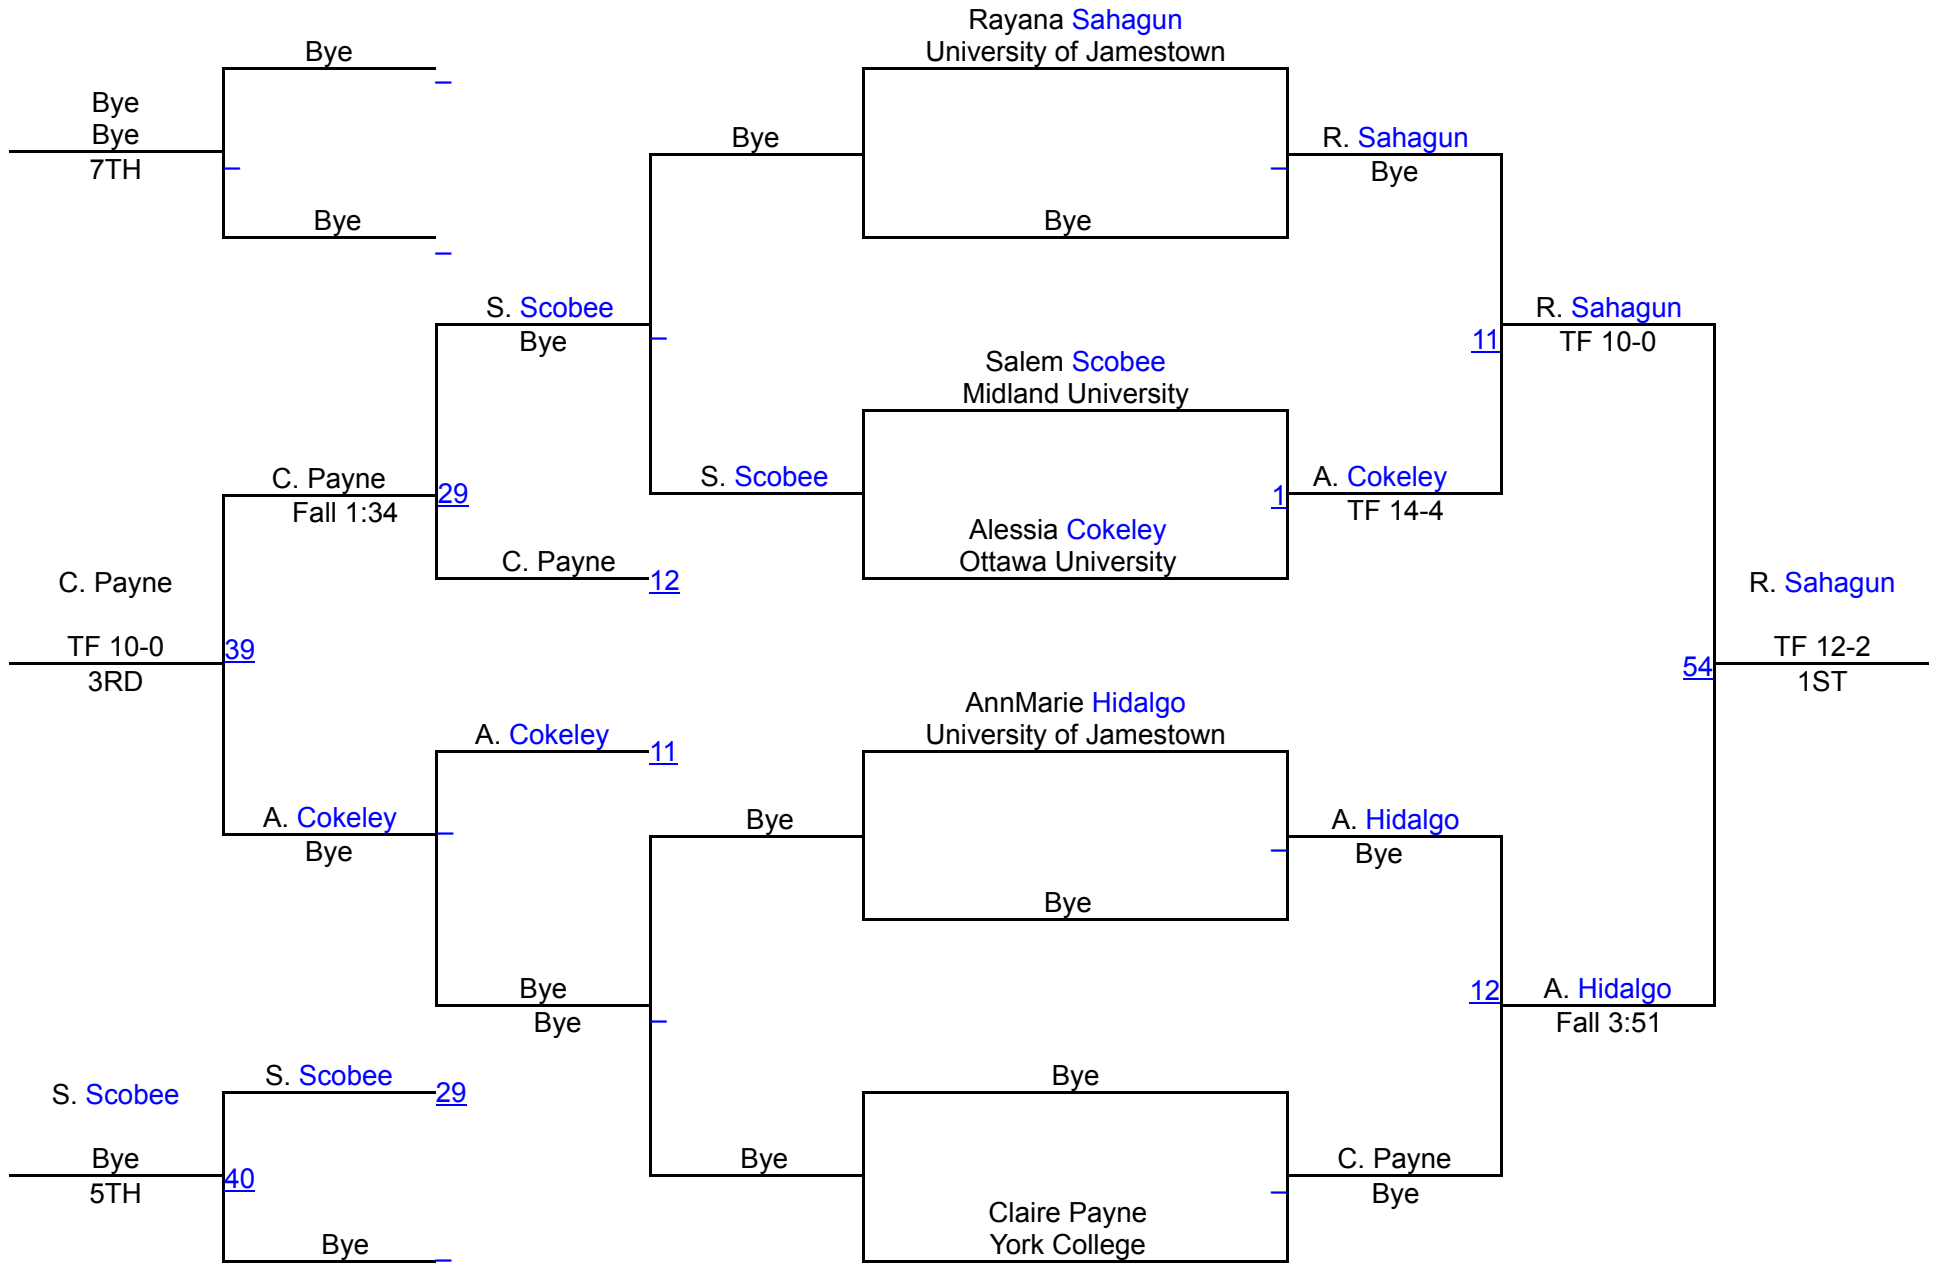 Rayana Sahagun
Bye
University of Jamestown
Bye
Bye
Bye
R. Sahagun
7TH
Bye
Bye
Bye
S. Scobee
R. Sahagun
Bye
11
TF 10-0
Salem Scobee
Midland University
C. Payne
S. Scobee
A. Cokeley
29
1
Fall 1:34
TF 14-4
Alessia Cokeley
C. Payne
Ottawa University
12
C. Payne
R. Sahagun
TF 10-0
39
TF 12-2
54
3RD
1ST
AnnMarie Hidalgo
A. Cokeley
University of Jamestown
11
A. Cokeley
Bye
A. Hidalgo
Bye
Bye
Bye
Bye
12
A. Hidalgo
Bye
Fall 3:51
S. Scobee
Bye
S. Scobee
29
Bye
Bye
C. Payne
40
5TH
Bye
Claire Payne
Bye
York College